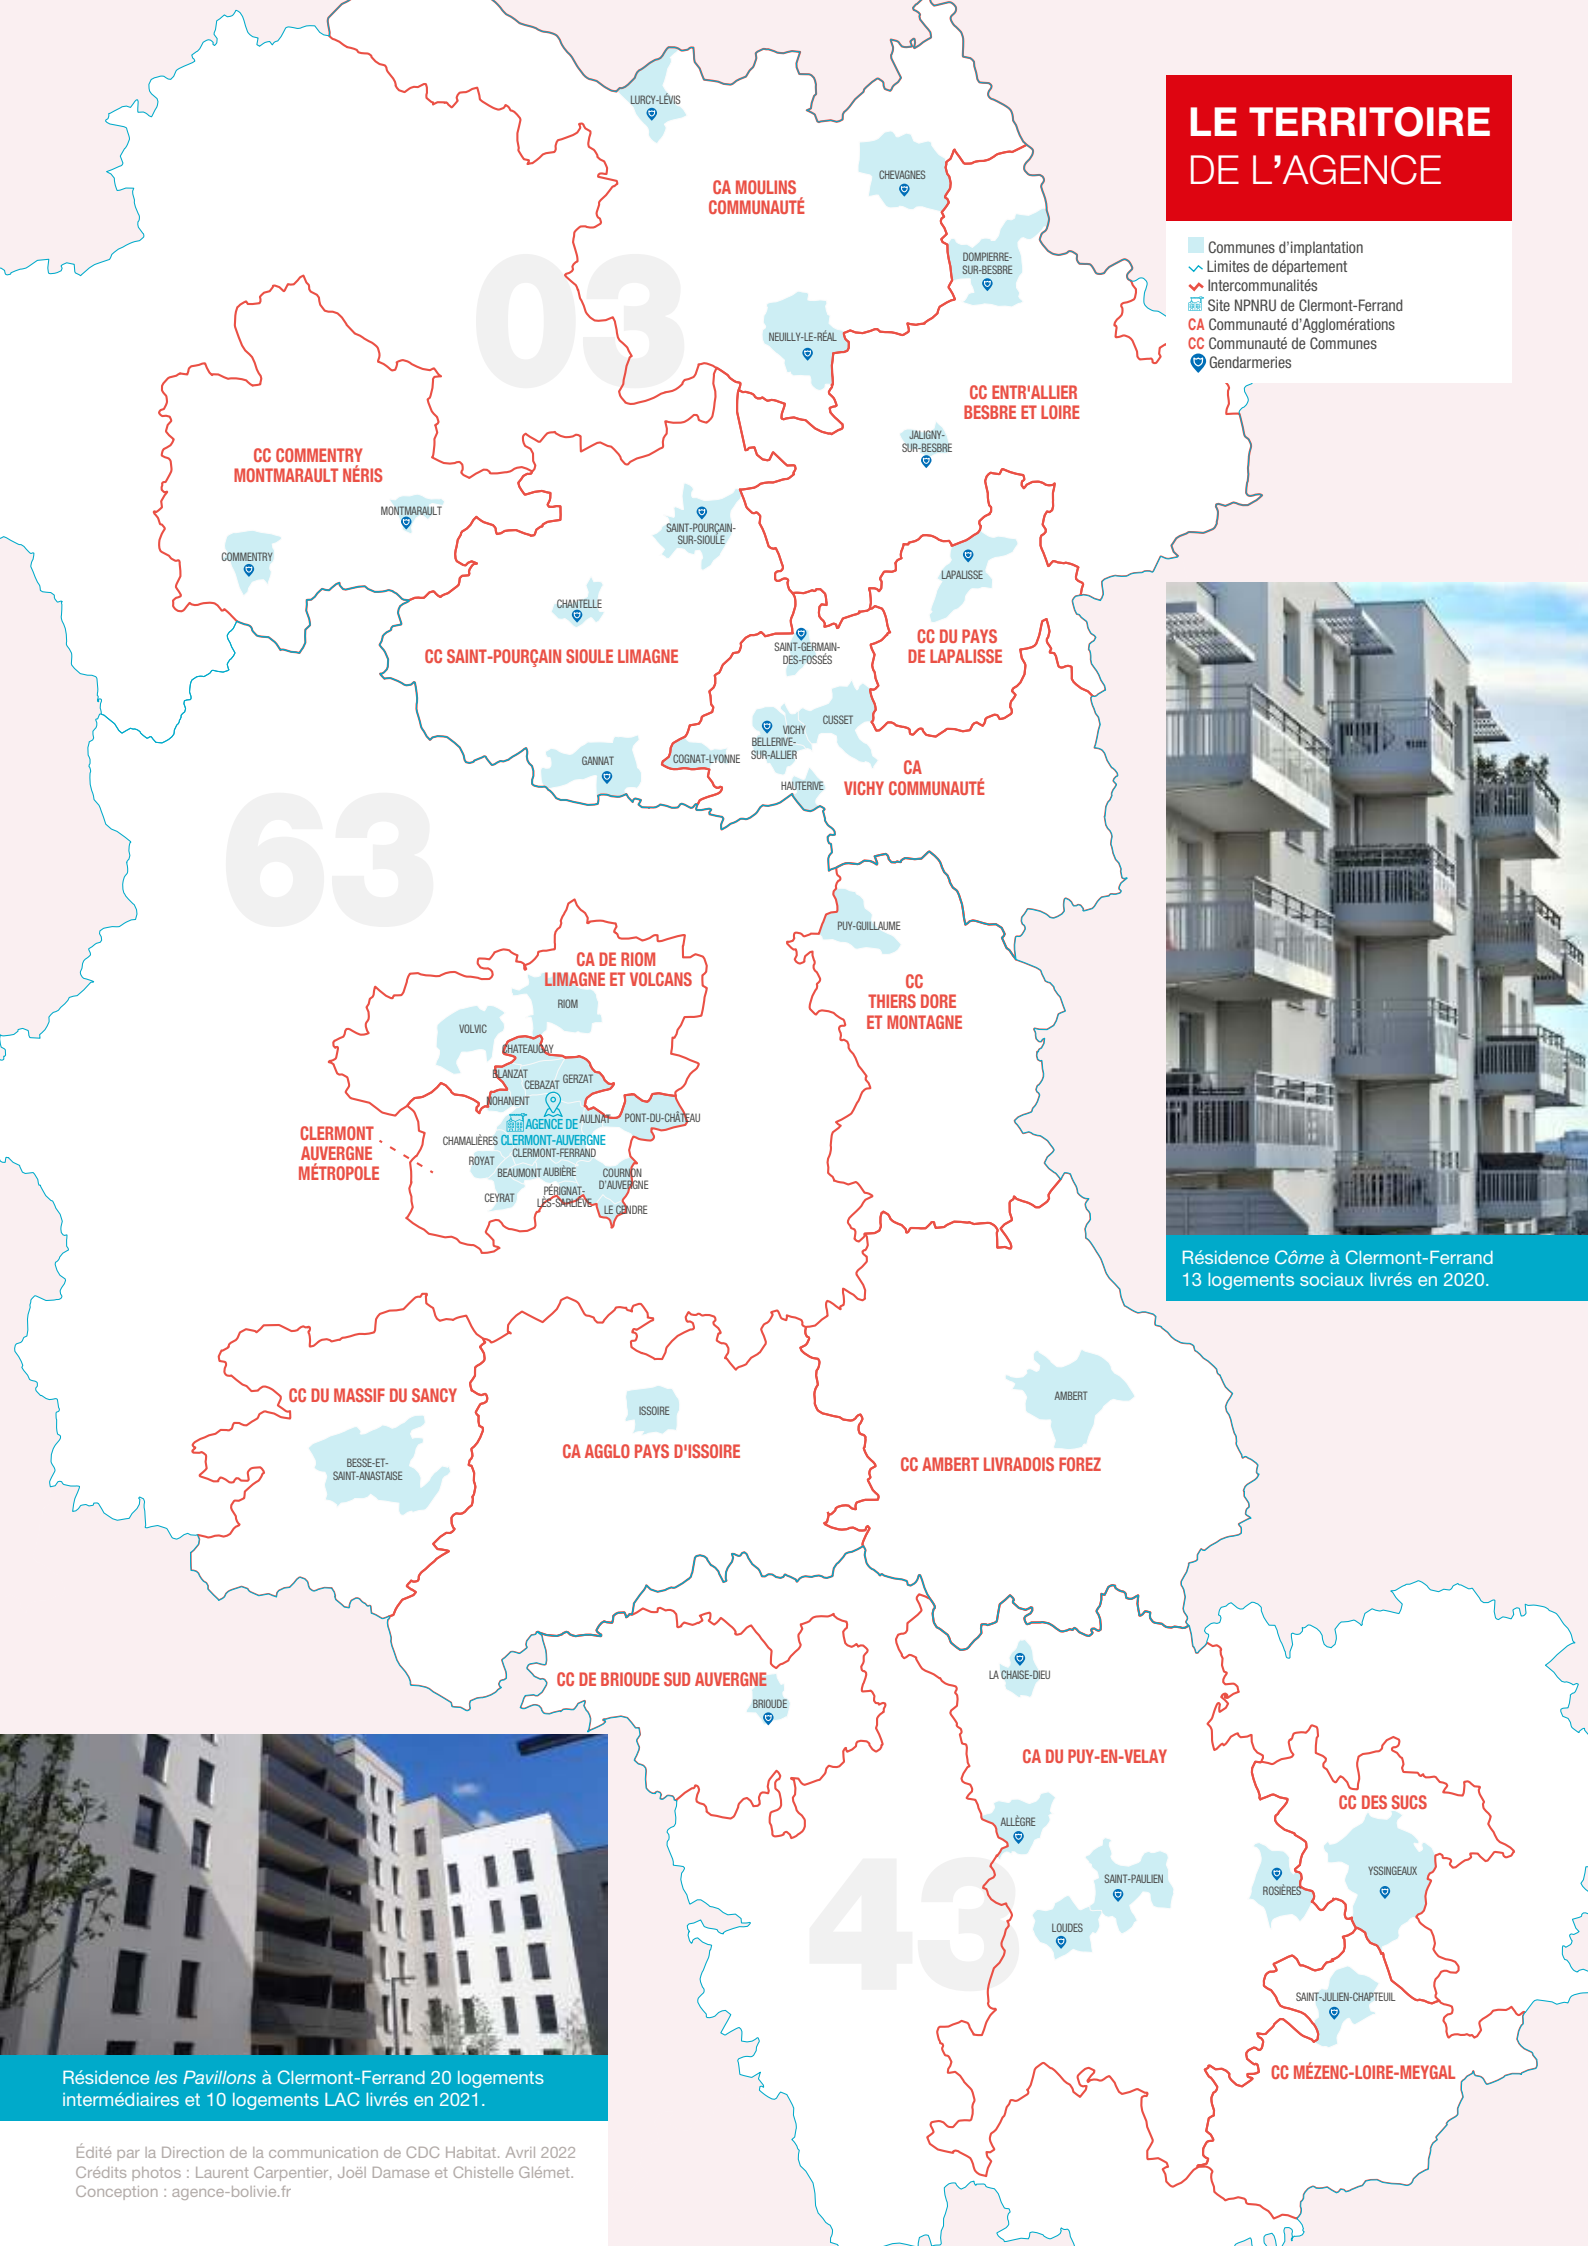 LE TERRITOIRE
DE L'AGENCE
Communes d'implantation
Limites de département
Intercommunalités
Site NPNRU de Clermont-Ferrand
CA Communauté d'Agglomérations
CC Communauté de Communes
Gendarmeries
03
LURCY-LÉVIS
CA MOULINS
COMMUNAUTÉ
CHEVAGNES
DOMPIERRE-
SUR-BESBRE
NEUILLY-LE-RÉAL
CC ENTR'ALLIER
BESBRE ET LOIRE
JALIGNY-
SUR-BESBRE
CC COMMENTRY
MONTMARAULT NÉRIS
MONTMARAULT
COMMENTRY
SAINT-POURÇAIN-
SUR-SIOULE
LAPALISSE
CHANTELLE
CC SAINT-POURÇAIN SIOULE LIMAGNE
SAINT-GERMAIN-
DES-FOSSÉS
CC DU PAYS
DE LAPALISSE
CUSSET
VICHY
BELLERIVE-
SUR-ALLIER
GANNAT
COGNAT-LYONNE
HAUTERIVE
CA
VICHY COMMUNAUTÉ
63
PUY-GUILLAUME
CC
THIERS DORE
ET MONTAGNE
CA DE RIOM
LIMAGNE ET VOLCANS
RIOM
VOLVIC
CHATEAUGAY
BLANZAT
CEBAZAT
GERZAT
NOHANENT
AULNAT
PONT-DU-CHÂTEAU
AGENCE DE
CLERMONT-AUVERGNE
CHAMALIÈRES
CLERMONT-FERRAND
ROYAT
BEAUMONT
AUBIÈRE
COURNON
D'AUVERGNE
CEYRAT
PÉRIGNAT-
LÈS-SARLIÈVE
LE CENDRE
CLERMONT
AUVERGNE
MÉTROPOLE
Résidence Côme à Clermont-Ferrand
13 logements sociaux livrés en 2020.
CC DU MASSIF DU SANCY
BESSE-ET-
SAINT-ANASTAISE
ISSOIRE
CA AGGLO PAYS D'ISSOIRE
AMBERT
CC AMBERT LIVRADOIS FOREZ
43
CC DE BRIOUDE SUD AUVERGNE
BRIOUDE
LA CHAISE-DIEU
CA DU PUY-EN-VELAY
CC DES SUCS
ALLÈGRE
SAINT-PAULIEN
LOUDES
ROSIÈRES
YSSINGEAUX
SAINT-JULIEN-CHAPTEUIL
CC MÉZENC-LOIRE-MEYGAL
Résidence les Pavillons à Clermont-Ferrand 20 logements
intermédiaires et 10 logements LAC livrés en 2021.
Édité par la Direction de la communication de CDC Habitat. Avril 2022
Crédits photos : Laurent Carpentier, Joël Damase et Chistelle Glémet.
Conception : agence-bolivie.fr